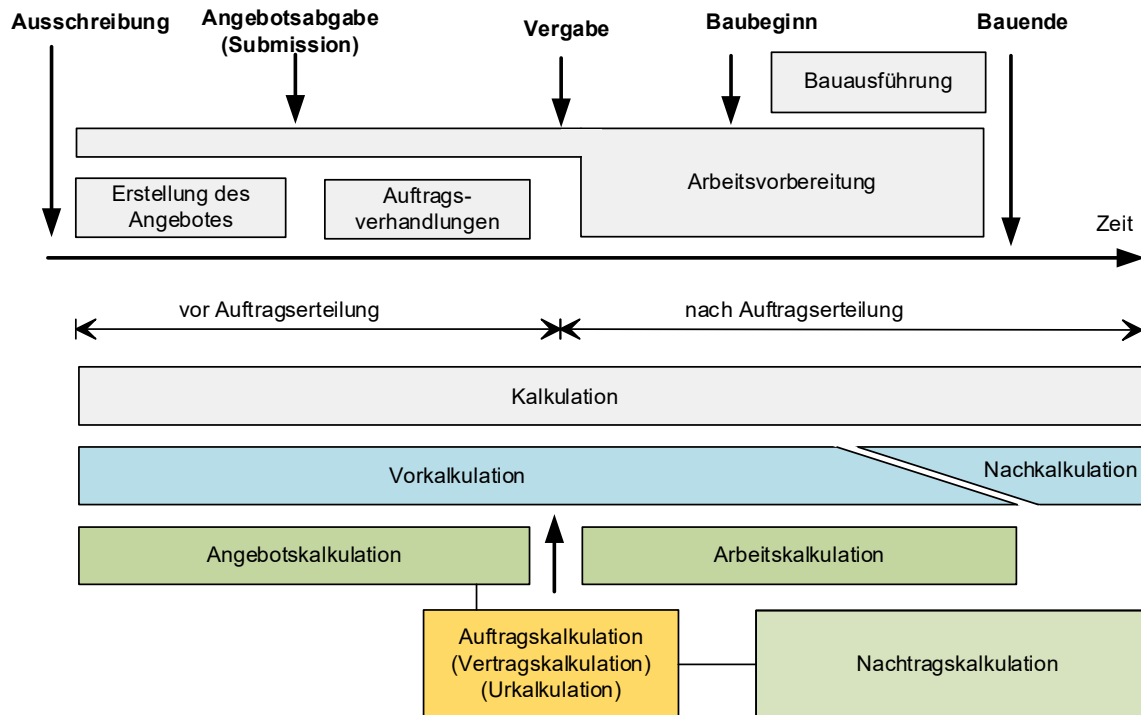 Ausschreibung
Angebotsabgabe
(Submission)
Vergabe
Baubeginn
Bauende
Bauausführung
Arbeitsvorbereitung
Erstellung des
Angebotes
Auftrags-
verhandlungen
Zeit
vor Auftragserteilung
nach Auftragserteilung
Kalkulation
Vorkalkulation
Nachkalkulation
Angebotskalkulation
Arbeitskalkulation
Auftragskalkulation
(Vertragskalkulation)
(Urkalkulation)
Nachtragskalkulation